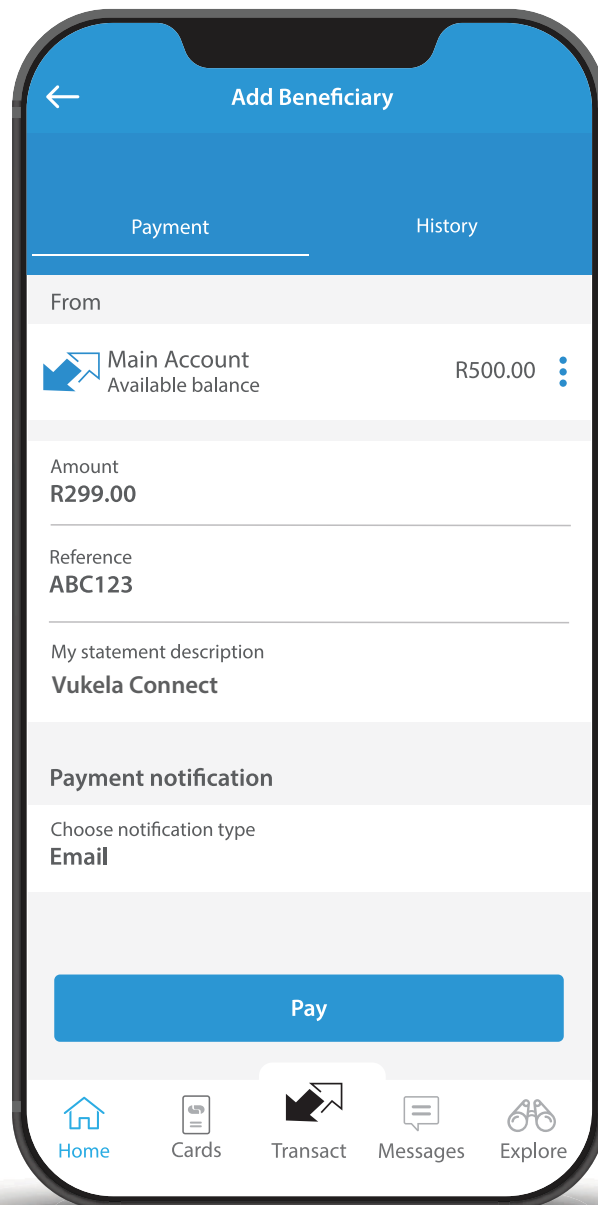 Add Beneficiary
Payment
History
From
Main Account
Available balance
R500.00
Amount
R299.00
Reference
ABC123
My statement description
Vukela Connect
Payment notification
Choose notification type
Email
Pay
Home
Cards
Transact
Messages
Explore